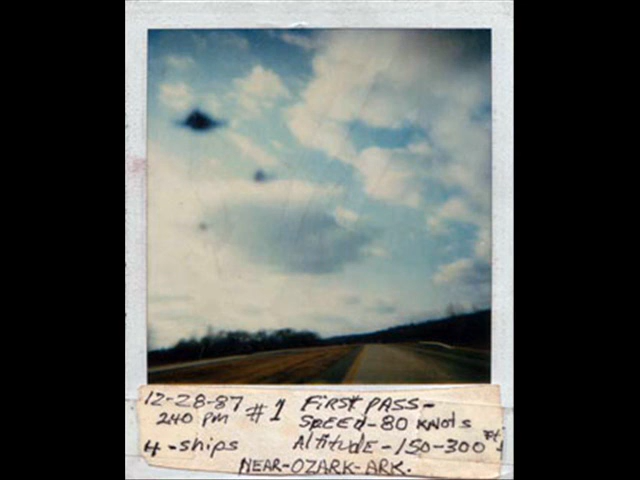 12-28-87 #1 FIRST PASS-
240 PM SPEED-80 KNOTS
4-SHIPS ALTITUDE-150-300 FT.
NEAR-OZARK-ARK.